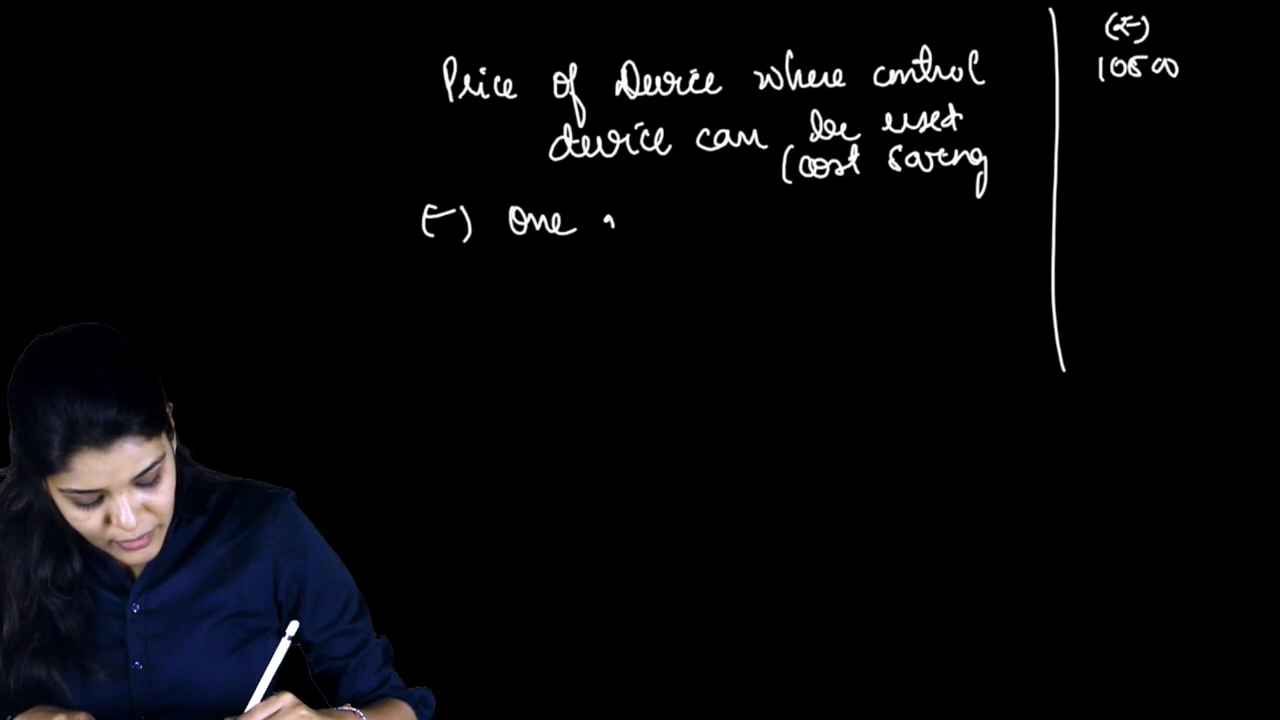 (₹)
Price of Device where control 10500
device can be used
(cost saving
(-) One